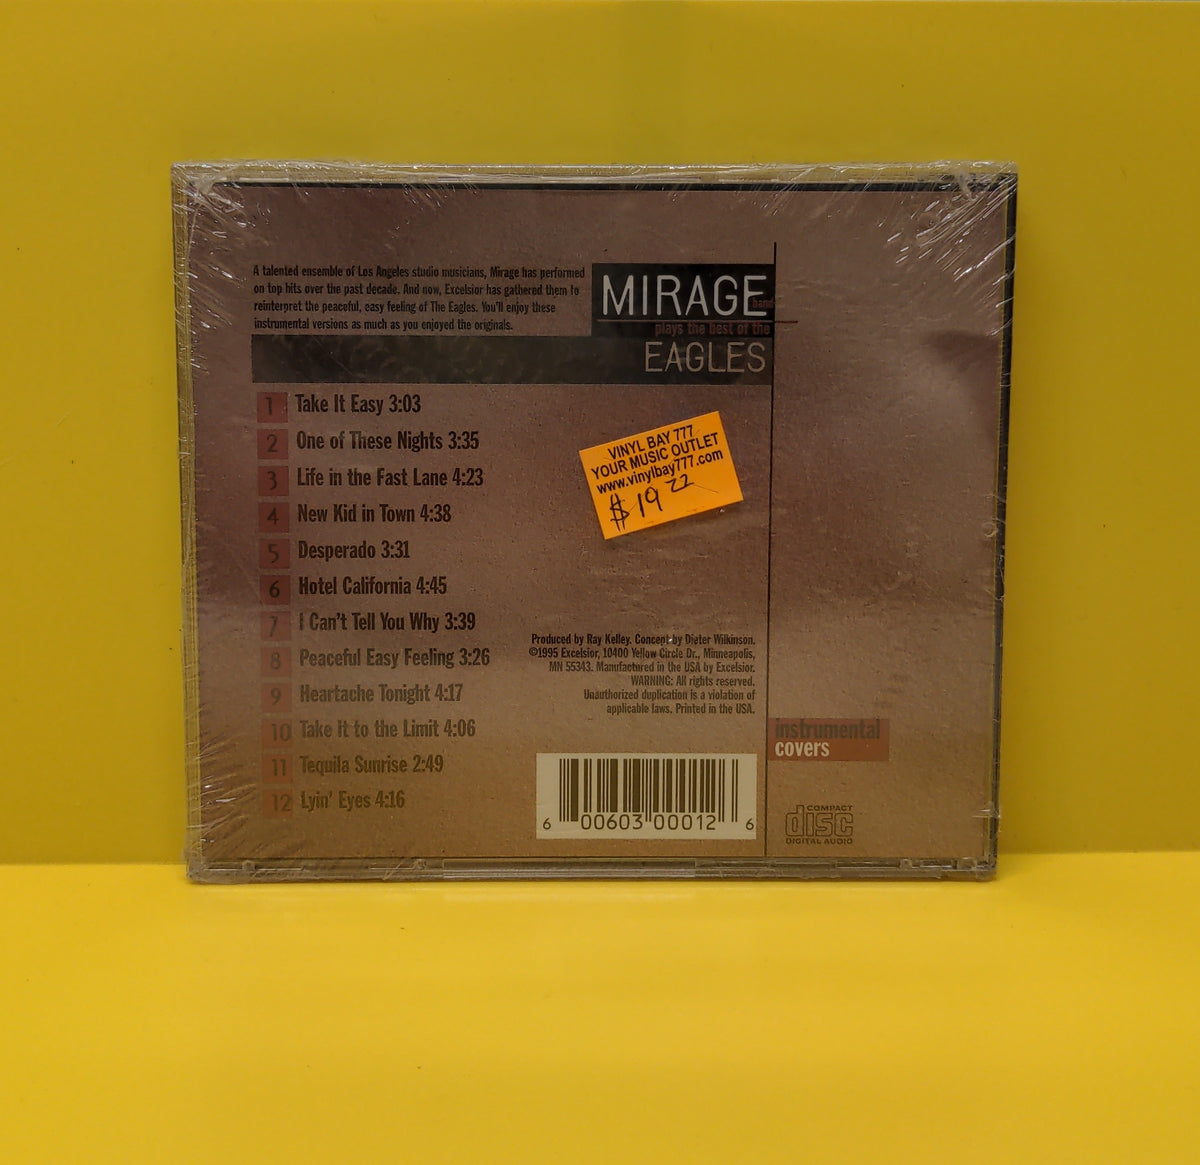 A talented ensemble of Los Angeles studio musicians, Mirage has performed
on top hits over the past decade. And now, Excelsior has gathered them to
reinterpret the peaceful, easy feeling of The Eagles. You'll enjoy these
instrumental versions as much as you enjoyed the originals.
MIRAGE band
plays the best of the
EAGLES
1 Take It Easy 3:03
2 One of These Nights 3:35
3 Life in the Fast Lane 4:23
4 New Kid in Town 4:38
5 Desperado 3:31
6 Hotel California 4:45
7 I Can't Tell You Why 3:39
8 Peaceful Easy Feeling 3:26
9 Heartache Tonight 4:17
10 Take It to the Limit 4:06
11 Tequila Sunrise 2:49
12 Lyin' Eyes 4:16
VINYL BAY 777
YOUR MUSIC OUTLET
www.vinylbay777.com
$19 22
Produced by Ray Kelley. Concept by Dieter Wilkinson.
©1995 Excelsior, 10400 Yellow Circle Dr., Minneapolis,
MN 55343. Manufactured in the USA by Excelsior.
WARNING: All rights reserved.
Unauthorized duplication is a violation of
applicable laws. Printed in the USA.
instrumental
covers
6 00603 00012 6
COMPACT
disc
DIGITAL AUDIO